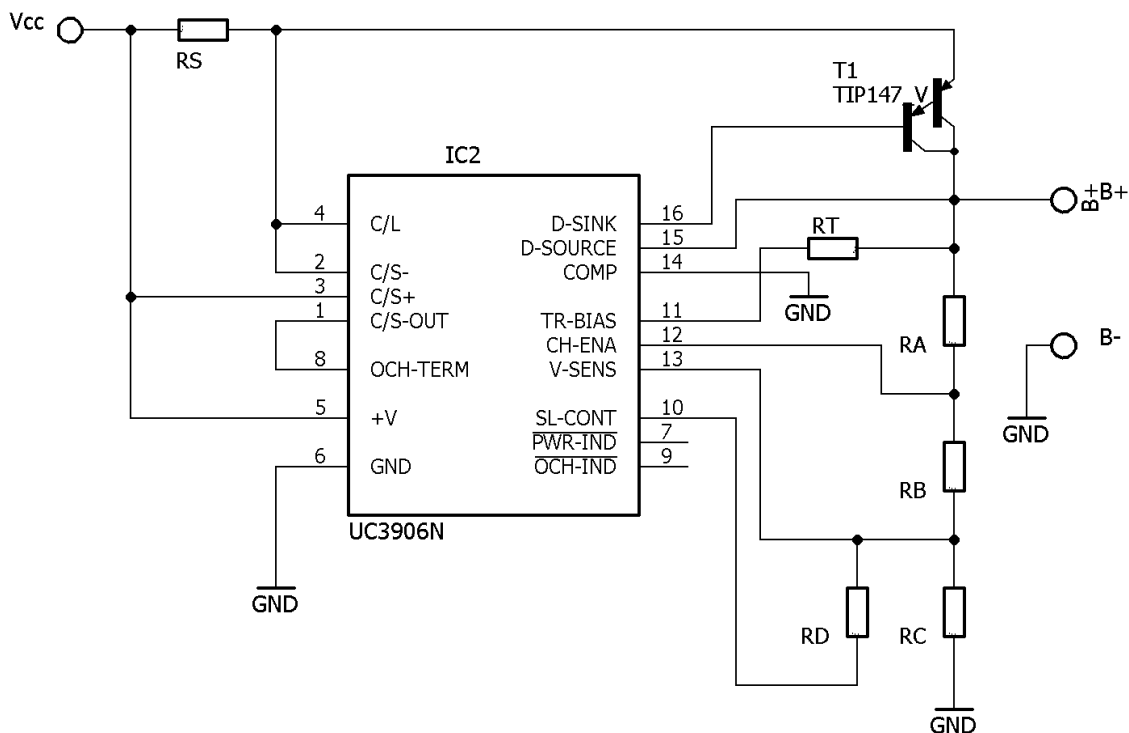 Vcc
RS
T1
TIP147_V
IC2
4 C/L D-SINK 16
D-SOURCE 15
2 C/S- COMP 14
3 C/S+
1 C/S-OUT TR-BIAS 11
CH-ENA 12
8 OCH-TERM V-SENS 13
5 +V SL-CONT 10
PWR-IND 7
6 GND OCH-IND 9
UC3906N
GND
RT
GND
B+
B+
RA
B-
GND
RB
RD
RC
GND